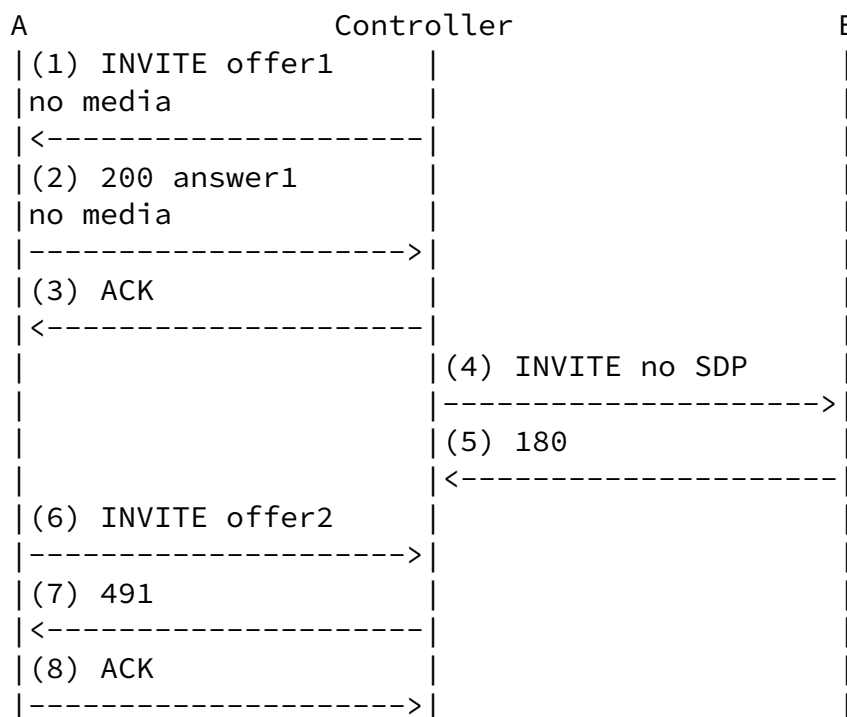 A Controller B
(1) INVITE offer1
no media
<---------------------
(2) 200 answer1
no media
--------------------->
(3) ACK
<---------------------
(4) INVITE no SDP
--------------------->
(5) 180
<---------------------
(6) INVITE offer2
--------------------->
(7) 491
<---------------------
(8) ACK
--------------------->